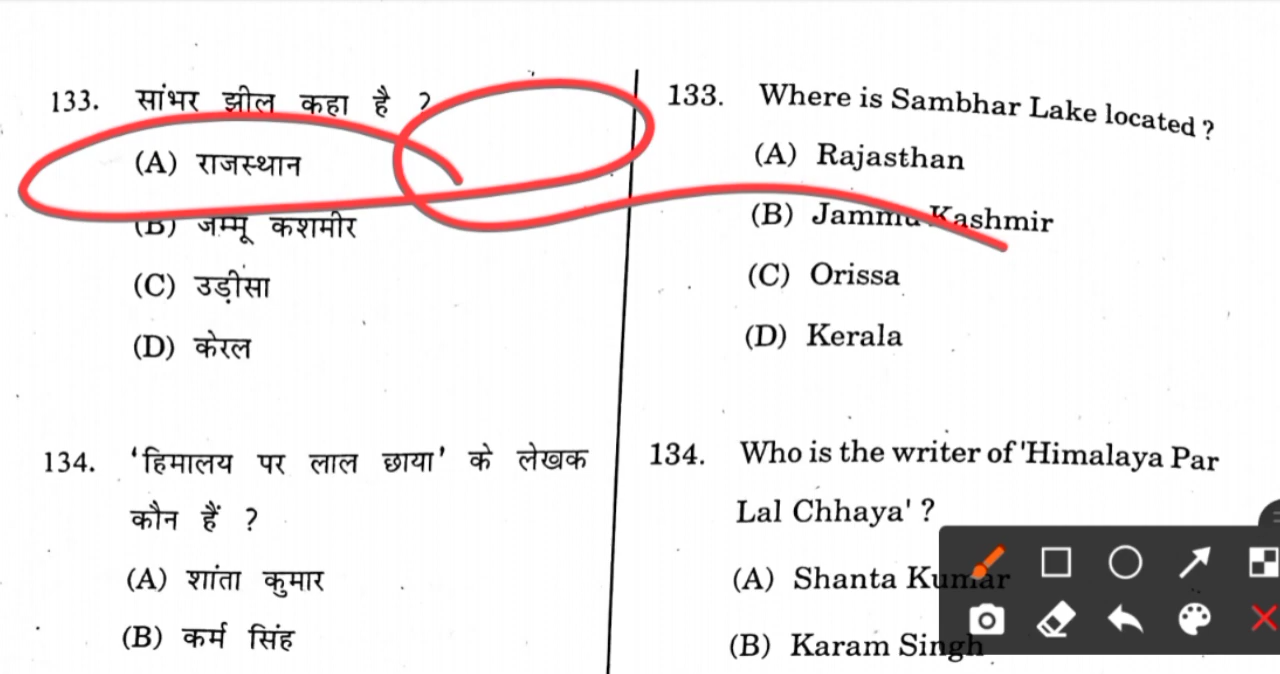 133. सांभर झील कहा है ?
(A) राजस्थान
(B) जम्मू कशमीर
(C) उड़ीसा
(D) केरल
134. 'हिमालय पर लाल छाया' के लेखक
कौन हैं ?
(A) शांता कुमार
(B) कर्म सिंह
133. Where is Sambhar Lake located ?
(A) Rajasthan
(B) Jammu Kashmir
(C) Orissa
(D) Kerala
134. Who is the writer of 'Himalaya Par
Lal Chhaya' ?
(A) Shanta Kumar
(B) Karam Singh